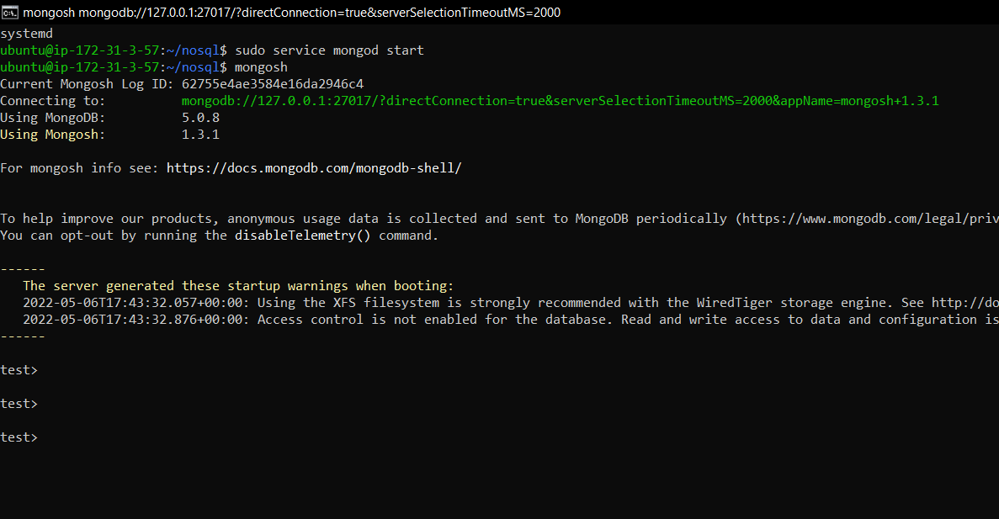 mongosh mongodb://127.0.0.1:27017/?directConnection=true&serverSelectionTimeoutMS=2000
systemd
ubuntu@ip-172-31-3-57:~/nosql$ sudo service mongod start
ubuntu@ip-172-31-3-57:~/nosql$ mongosh
Current Mongosh Log ID: 62755e4ae3584e16da2946c4
Connecting to: mongodb://127.0.0.1:27017/?directConnection=true&serverSelectionTimeoutMS=2000&appName=mongosh+1.3.1
Using MongoDB: 5.0.8
Using Mongosh: 1.3.1
For mongosh info see: https://docs.mongodb.com/mongodb-shell/
To help improve our products, anonymous usage data is collected and sent to MongoDB periodically (https://www.mongodb.com/legal/priv
You can opt-out by running the disableTelemetry() command.
------
The server generated these startup warnings when booting:
2022-05-06T17:43:32.057+00:00: Using the XFS filesystem is strongly recommended with the WiredTiger storage engine. See http://do
2022-05-06T17:43:32.876+00:00: Access control is not enabled for the database. Read and write access to data and configuration is
------
test>
test>
test>